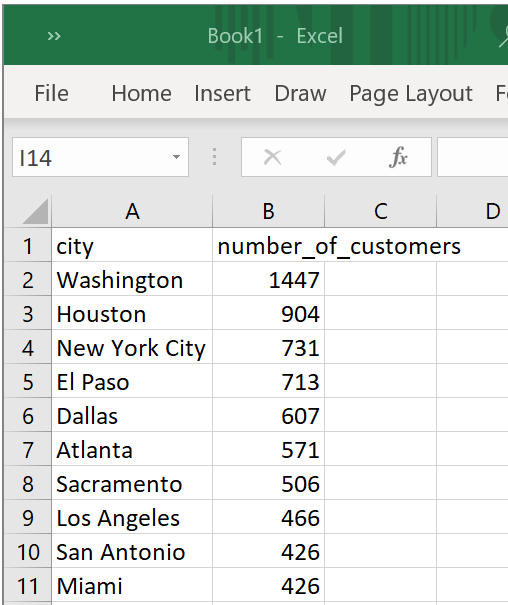 Book1 - Excel
File Home Insert Draw Page Layout
I14 fx
A B C D
1 city number_of_customers
2 Washington 1447
3 Houston 904
4 New York City 731
5 El Paso 713
6 Dallas 607
7 Atlanta 571
8 Sacramento 506
9 Los Angeles 466
10 San Antonio 426
11 Miami 426